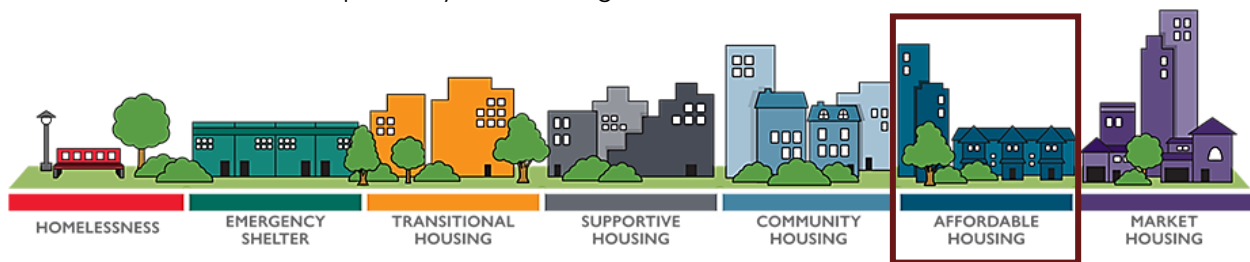 HOMELESSNESS
EMERGENCY
SHELTER
TRANSITIONAL
HOUSING
SUPPORTIVE
HOUSING
COMMUNITY
HOUSING
AFFORDABLE
HOUSING
MARKET
HOUSING